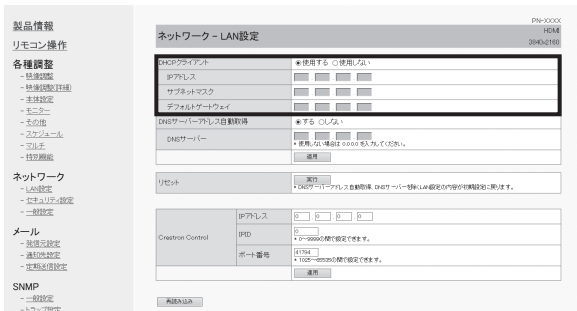 製品情報
リモコン操作
各種調整
- 映像調整
- 映像調整(詳細)
- 本体設定
- モニター
- その他
- スケジュール
- マルチ
- 特別機能
ネットワーク
- LAN設定
- セキュリティ設定
- 一般設定
メール
- 発信元設定
- 通知先設定
- 定期送信設定
SNMP
- 一般設定
- トラップ設定
PN-XXXX
ネットワーク - LAN設定
HDMI
3840x2160
DHCPクライアント ◉使用する ○使用しない
IPアドレス
サブネットマスク
デフォルトゲートウェイ
DNSサーバーアドレス自動取得 ◉する ○しない
DNSサーバー
* 使用しない場合は 0.0.0.0 を入力してください。
適用
リセット 実行
* DNSサーバーアドレス自動取得, DNSサーバーを除くLAN設定の内容が初期設定に戻ります。
Crestron Control
IPアドレス 0 . 0 . 0 . 0
IPID 0
* 0～9999の間で設定できます。
ポート番号 41794
* 1025～65535の間で設定できます。
適用
再読み込み